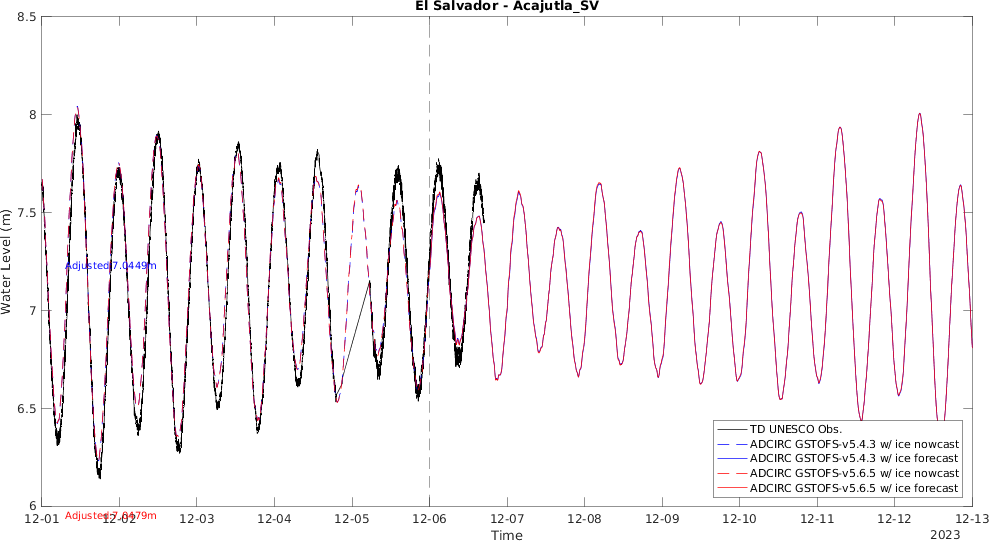 El Salvador - Acajutla_SV
8.5
8
7.5
7
6.5
6
Water Level (m)
Adjusted 7.0449m
TD UNESCO Obs.
ADCIRC GSTOFS-v5.4.3 w/ ice nowcast
ADCIRC GSTOFS-v5.4.3 w/ ice forecast
ADCIRC GSTOFS-v5.6.5 w/ ice nowcast
ADCIRC GSTOFS-v5.6.5 w/ ice forecast
Adjusted
12-01 12-02 12-03 12-04 12-05 12-06 12-07 12-08 12-09 12-10 12-11 12-12 12-13
Time
2023